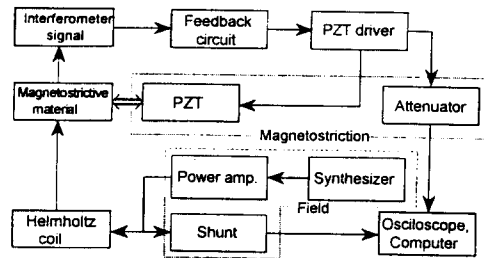 Interferometer
signal
Feedback
circuit
PZT driver
Magnetostrictive
material
PZT
Attenuator
Magnetostriction
Power amp.
Synthesizer
Field
Helmholtz
coil
Shunt
Osciloscope,
Computer